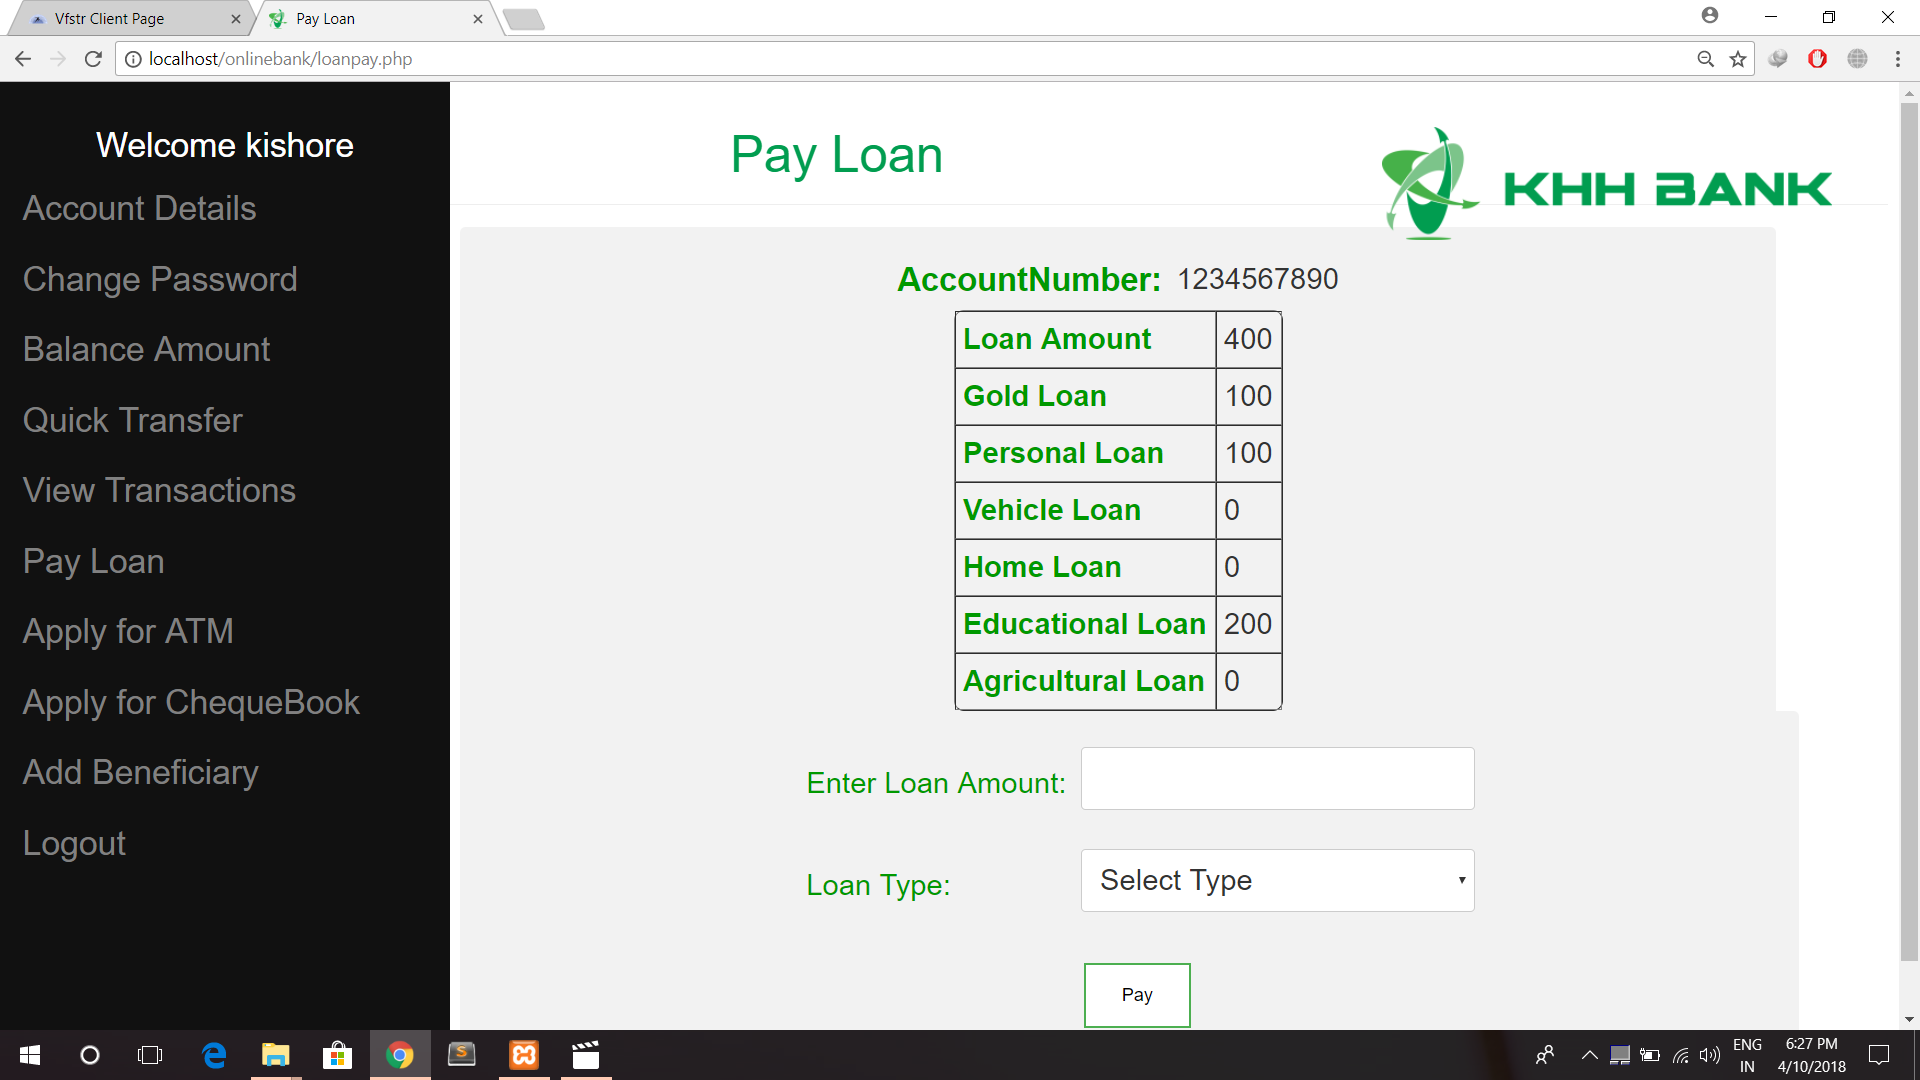 Vfstr Client Page
Pay Loan
localhost/onlinebank/loanpay.php
Welcome kishore
Account Details
Change Password
Balance Amount
Quick Transfer
View Transactions
Pay Loan
Apply for ATM
Apply for ChequeBook
Add Beneficiary
Logout
Pay Loan
KHH BANK
AccountNumber: 1234567890
Loan Amount 400
Gold Loan 100
Personal Loan 100
Vehicle Loan 0
Home Loan 0
Educational Loan 200
Agricultural Loan 0
Enter Loan Amount:
Loan Type: Select Type
Pay
ENG
IN
6:27 PM
4/10/2018